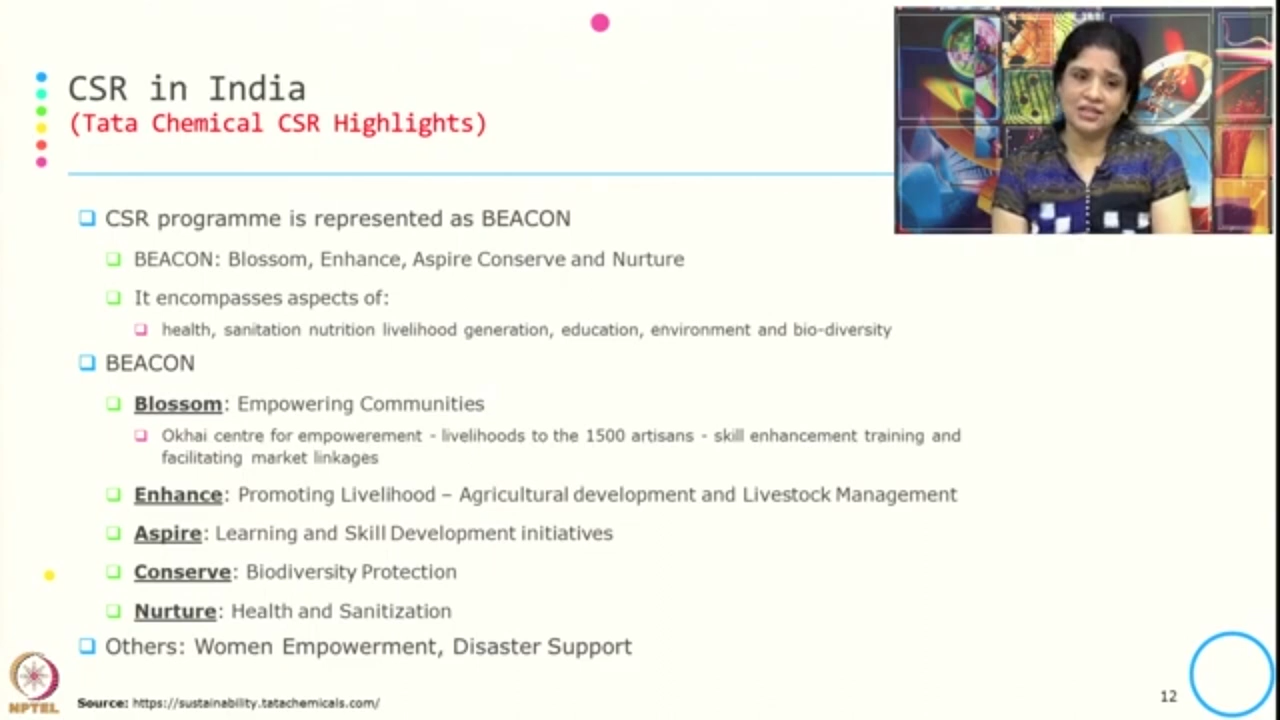 CSR in India
(Tata Chemical CSR Highlights)
CSR programme is represented as BEACON
BEACON: Blossom, Enhance, Aspire Conserve and Nurture
It encompasses aspects of:
health, sanitation nutrition livelihood generation, education, environment and bio-diversity
BEACON
Blossom: Empowering Communities
Okhai centre for empowerement - livelihoods to the 1500 artisans - skill enhancement training and
facilitating market linkages
Enhance: Promoting Livelihood – Agricultural development and Livestock Management
Aspire: Learning and Skill Development initiatives
Conserve: Biodiversity Protection
Nurture: Health and Sanitization
Others: Women Empowerment, Disaster Support
NPTEL
Source: https://sustainability.tatachemicals.com/
12